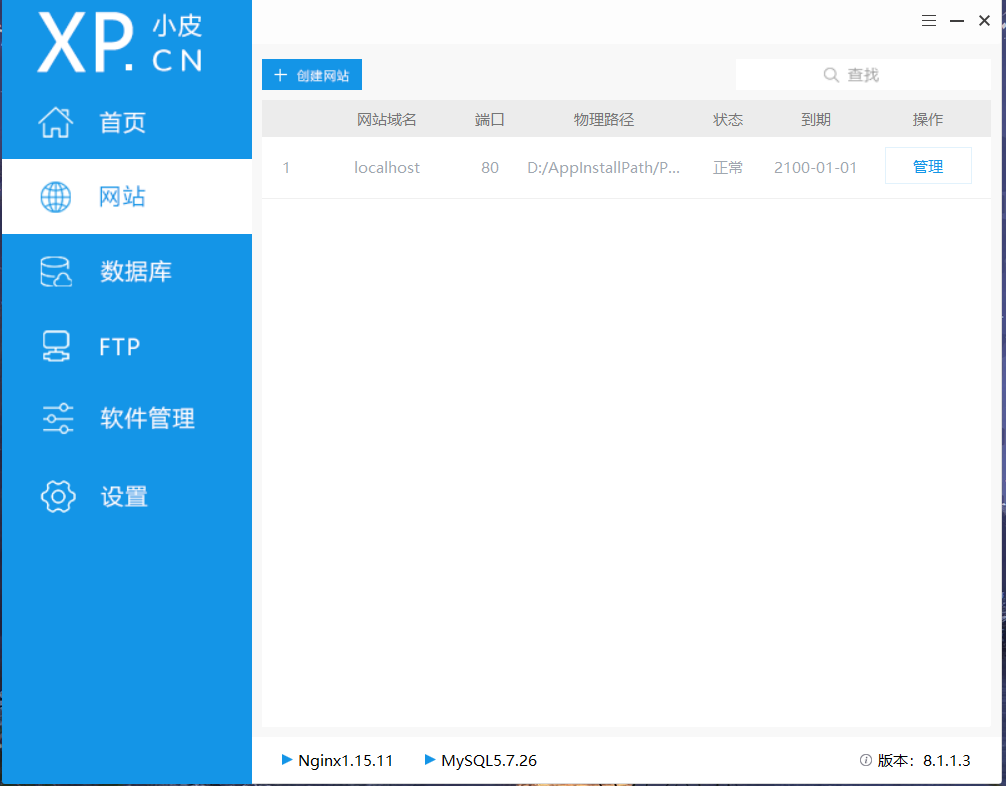 XP. 小皮 CN
首页
网站
数据库
FTP
软件管理
设置
创建网站
查找
网站域名 端口 物理路径 状态 到期 操作
1 localhost 80 D:/AppInstallPath/P... 正常 2100-01-01 管理
Nginx1.15.11 MySQL5.7.26 版本：8.1.1.3